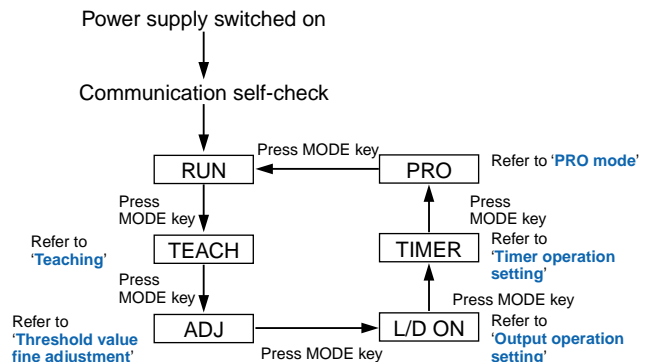 Power supply switched on
Communication self-check
RUN
Press MODE key
PRO
Refer to ‘PRO mode’
Press
MODE key
Refer to
‘Teaching’
TEACH
Press
MODE key
TIMER
Refer to
‘Timer operation
setting’
Press
MODE key
Press MODE key
Refer to
‘Threshold value
fine adjustment’
ADJ
Press MODE key
L/D ON
Refer to
‘Output operation
setting’